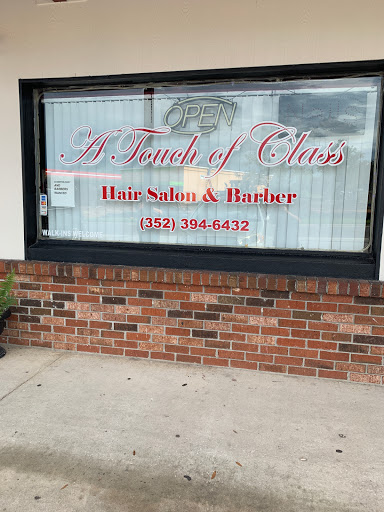 OPEN
A Touch of Class
Hair Salon & Barber
(352) 394-6432
WALK-INS WELCOME